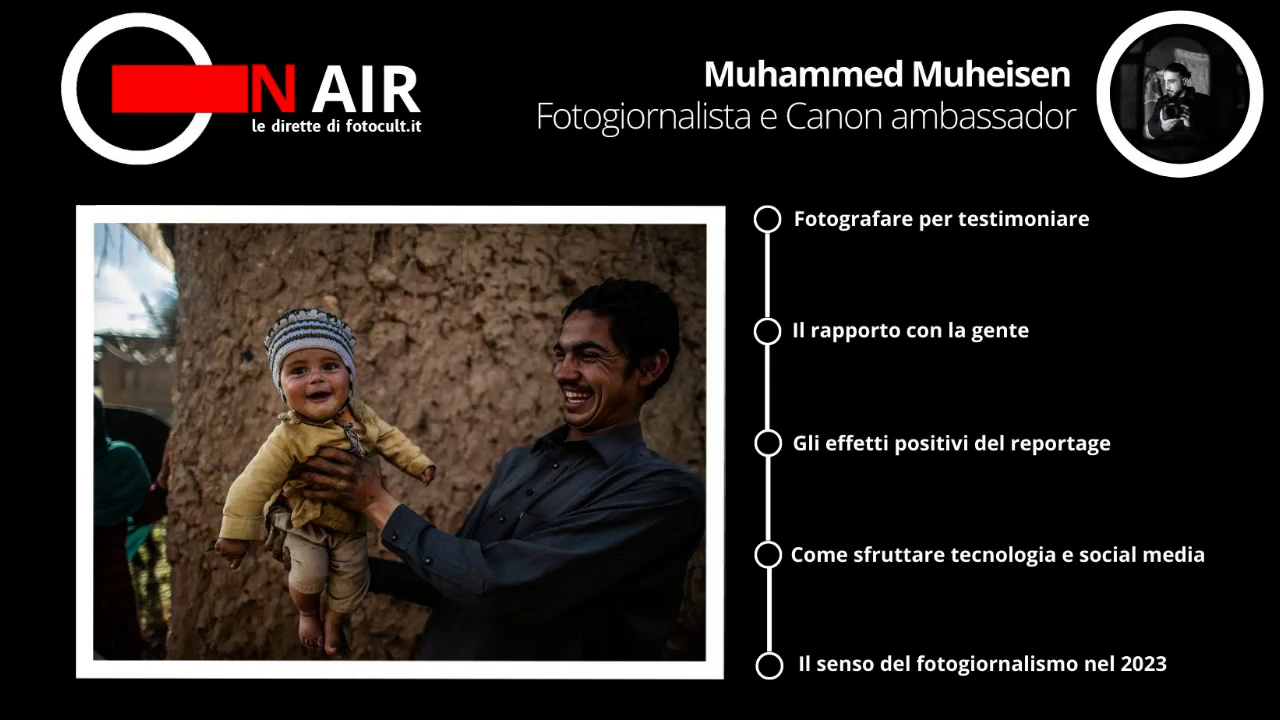 ON AIR
le dirette di fotocult.it
Muhammed Muheisen
Fotogiornalista e Canon ambassador
Fotografare per testimoniare
Il rapporto con la gente
Gli effetti positivi del reportage
Come sfruttare tecnologia e social media
Il senso del fotogiornalismo nel 2023